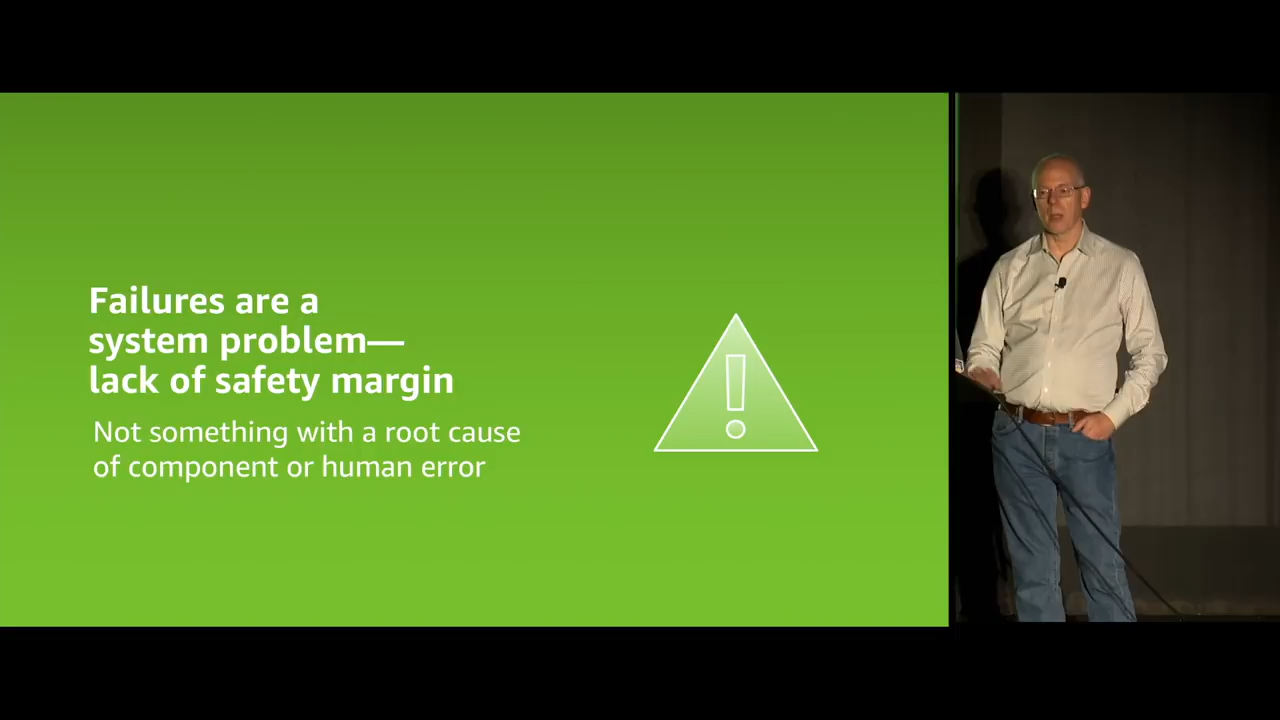 Failures are a
system problem—
lack of safety margin
Not something with a root cause
of component or human error